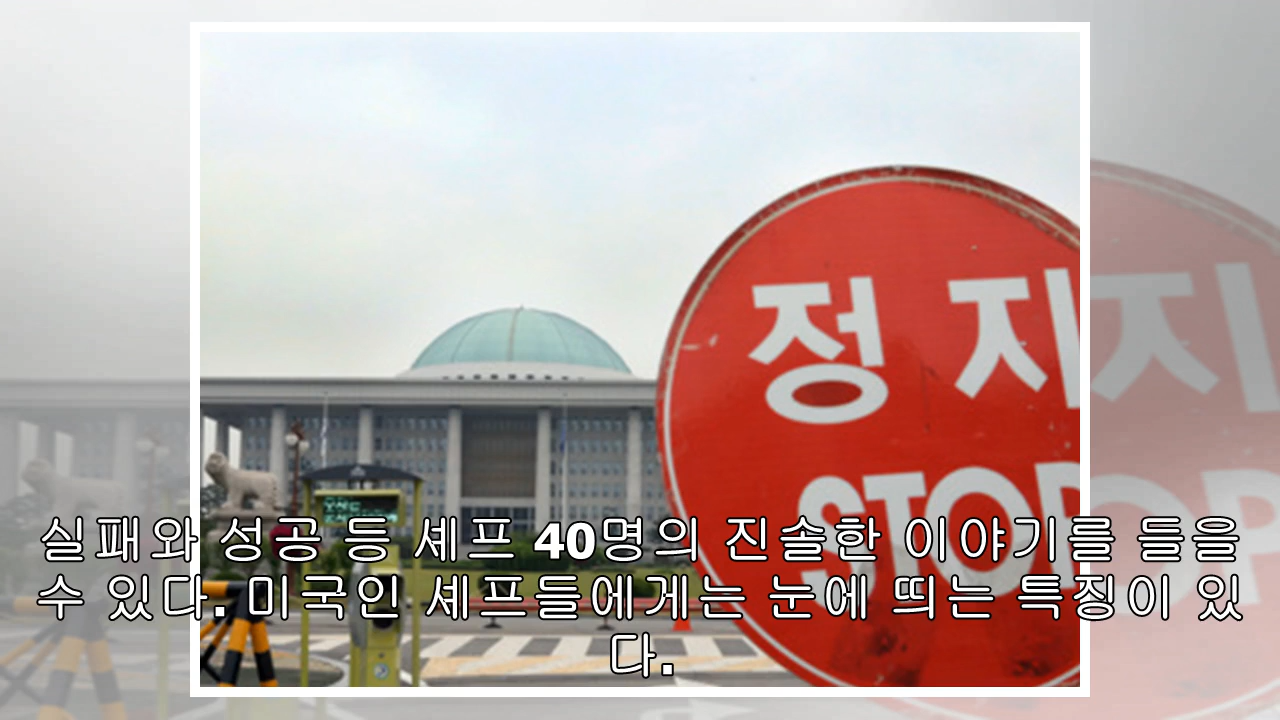 정지
STOP
실패와 성공 등 셰프 40명의 진솔한 이야기를 들을
수 있다. 미국인 셰프들에게는 눈에 띄는 특징이 있
다.